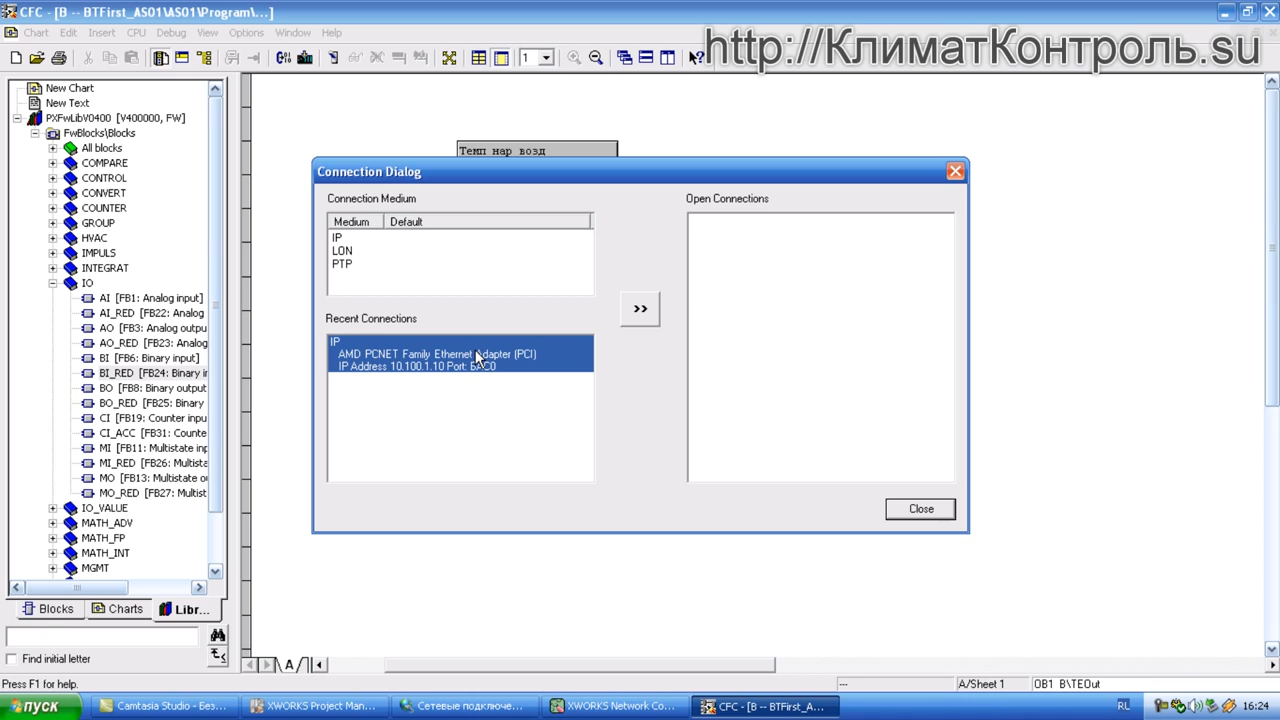 CFC - [B -- BTFirst_AS01\AS01\Program\...]
Chart Edit Insert CPU Debug View Options Window Help
http://КлиматКонтроль.su
1
New Chart
New Text
PXFwLibV0400 [V400000, FW]
FwBlocks\Blocks
All blocks
COMPARE
CONTROL
CONVERT
COUNTER
GROUP
HVAC
IMPULS
INTEGRAT
IO
AI [FB1: Analog input]
AI_RED [FB22: Analog
AO [FB3: Analog outpu
AO_RED [FB23: Analog
BI [FB6: Binary input]
BI_RED [FB24: Binary in
BO [FB8: Binary output
BO_RED [FB25: Binary
CI [FB19: Counter inpu
CI_ACC [FB31: Counte
MI [FB11: Multistate inp
MI_RED [FB26: Multista
MO [FB13: Multistate ou
MO_RED [FB27: Multist
IO_VALUE
MATH_ADV
MATH_FP
MATH_INT
MGMT
Blocks Charts Libr...
Find initial letter
Темп нар возд
Connection Dialog
Connection Medium
Medium Default
IP
LON
PTP
Recent Connections
IP
AMD PCNET Family Ethernet Adapter (PCI)
IP Address 10.100.1.10 Port: BAC0
>>
Open Connections
Close
A
Press F1 for help.
--- A/Sheet 1 OB1 B\TEOut
пуск Camtasia Studio - Без... XWORKS Project Man... Сетевые подключе... XWORKS Network Co... CFC - [B -- BTFirst_A... RL 16:24